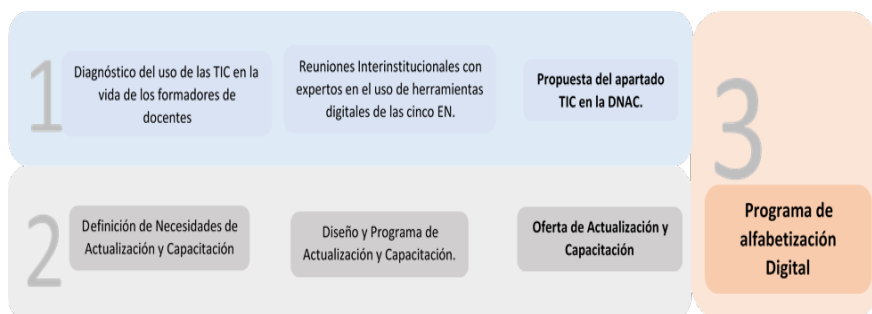 1
Diagnóstico del uso de las TIC en la
vida de los formadores de
docentes
Reuniones Interinstitucionales con
expertos en el uso de herramientas
digitales de las cinco EN.
Propuesta del apartado
TIC en la DNAC.
2
Definición de Necesidades de
Actualización y Capacitación
Diseño y Programa de
Actualización y Capacitación.
Oferta de Actualización y
Capacitación
3
Programa de
alfabetización
Digital